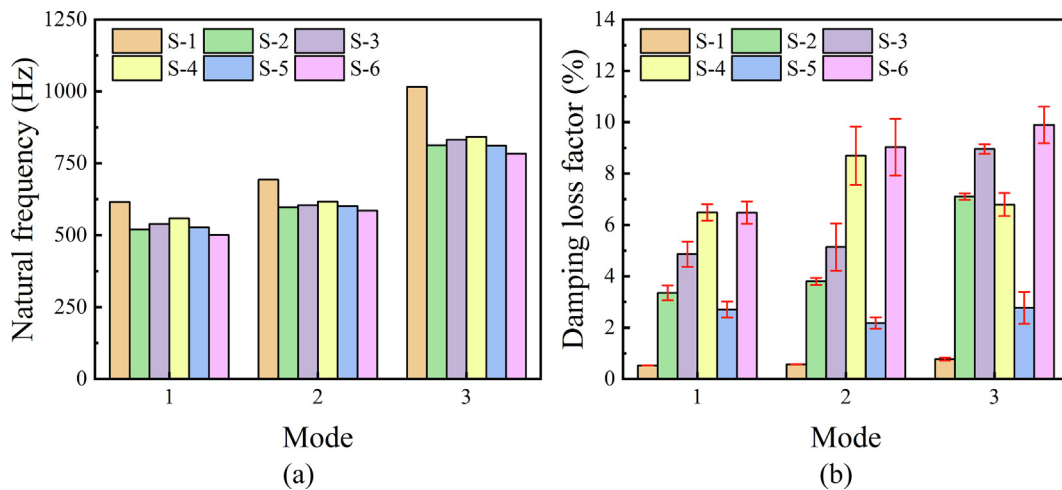 1250
1000
750
500
250
0
Natural frequency (Hz)
S-1 S-2 S-3
S-4 S-5 S-6
1 2 3
Mode
(a)
14
12
10
8
6
4
2
0
Damping loss factor (%)
S-1 S-2 S-3
S-4 S-5 S-6
1 2 3
Mode
(b)